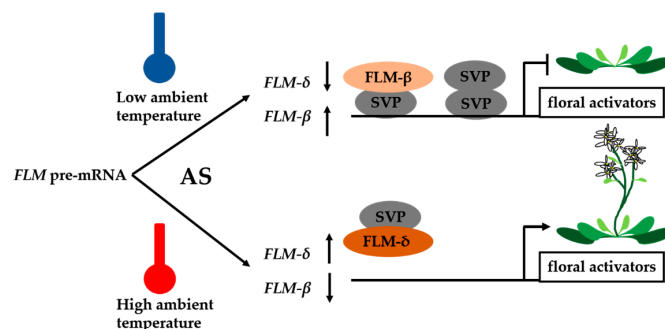 Low ambient
temperature
FLM-δ
FLM-β
FLM-β
SVP
SVP
SVP
floral activators
FLM pre-mRNA
AS
High ambient
temperature
FLM-δ
FLM-β
SVP
FLM-δ
floral activators